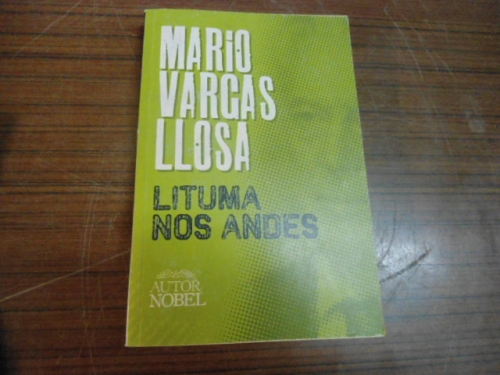 MARIO
VARGAS
LLOSA
LITUMA
NOS ANDES
AUTOR
NOBEL